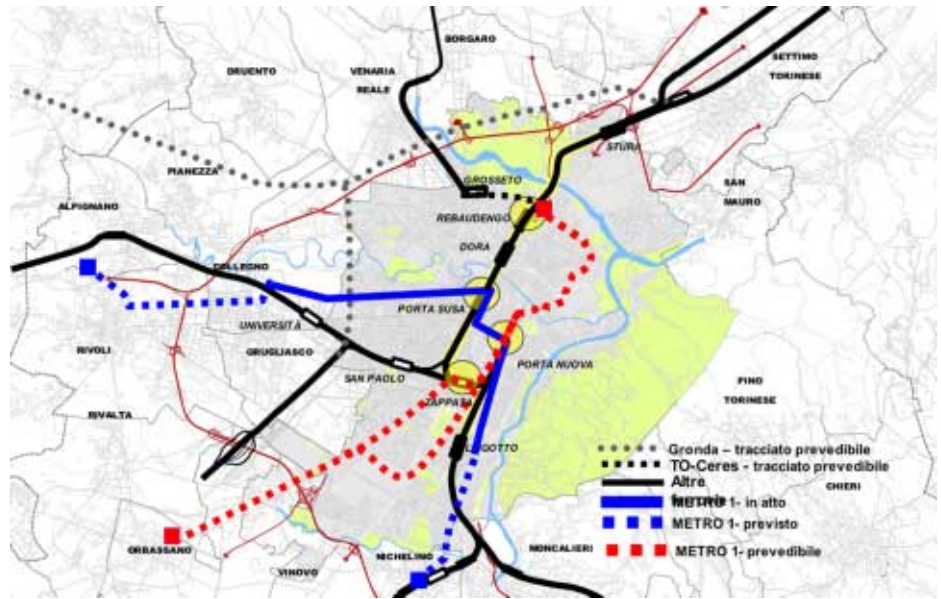 BORGARO
SETTIMO
TORINESE
DRUENTO
VENARIA
REALE
STURA
PIANEZZA
GROSSETO
SAN
MAURO
ALPIGNANO
REBAUDENGO
DORA
COLLEGNO
PORTA SUSA
UNIVERSITÀ
RIVOLI
GRUGLIASCO
SAN PAOLO
PORTA NUOVA
ZAPPATA
PINO
TORINESE
RIVALTA
LINGOTTO
Gronda – tracciato prevedibile
TO-Ceres - tracciato prevedibile
Altre
CHIERI
METRO 1- in atto
METRO 1- previsto
ORBASSANO
NICHELINO
MONCALIERI
METRO 1- prevedibile
VINOVO